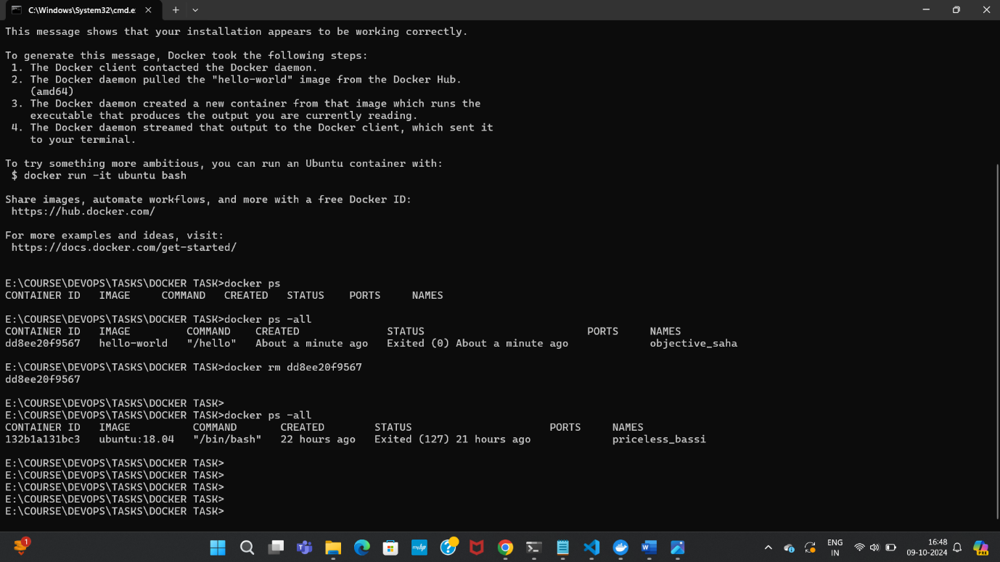 C:\Windows\System32\cmd.e
This message shows that your installation appears to be working correctly.
To generate this message, Docker took the following steps:
1. The Docker client contacted the Docker daemon.
2. The Docker daemon pulled the "hello-world" image from the Docker Hub.
(amd64)
3. The Docker daemon created a new container from that image which runs the
executable that produces the output you are currently reading.
4. The Docker daemon streamed that output to the Docker client, which sent it
to your terminal.
To try something more ambitious, you can run an Ubuntu container with:
$ docker run -it ubuntu bash
Share images, automate workflows, and more with a free Docker ID:
https://hub.docker.com/
For more examples and ideas, visit:
https://docs.docker.com/get-started/
E:\COURSE\DEVOPS\TASKS\DOCKER TASK>docker ps
CONTAINER ID   IMAGE     COMMAND   CREATED   STATUS    PORTS     NAMES
E:\COURSE\DEVOPS\TASKS\DOCKER TASK>docker ps -all
CONTAINER ID   IMAGE         COMMAND    CREATED              STATUS                          PORTS     NAMES
dd8ee20f9567   hello-world   "/hello"   About a minute ago   Exited (0) About a minute ago             objective_saha
E:\COURSE\DEVOPS\TASKS\DOCKER TASK>docker rm dd8ee20f9567
dd8ee20f9567
E:\COURSE\DEVOPS\TASKS\DOCKER TASK>
E:\COURSE\DEVOPS\TASKS\DOCKER TASK>docker ps -all
CONTAINER ID   IMAGE          COMMAND       CREATED        STATUS                      PORTS     NAMES
132b1a131bc3   ubuntu:18.04   "/bin/bash"   22 hours ago   Exited (127) 21 hours ago             priceless_bassi
E:\COURSE\DEVOPS\TASKS\DOCKER TASK>
E:\COURSE\DEVOPS\TASKS\DOCKER TASK>
E:\COURSE\DEVOPS\TASKS\DOCKER TASK>
E:\COURSE\DEVOPS\TASKS\DOCKER TASK>
E:\COURSE\DEVOPS\TASKS\DOCKER TASK>
1
myhp
ENG
IN
16:48
09-10-2024
PRE